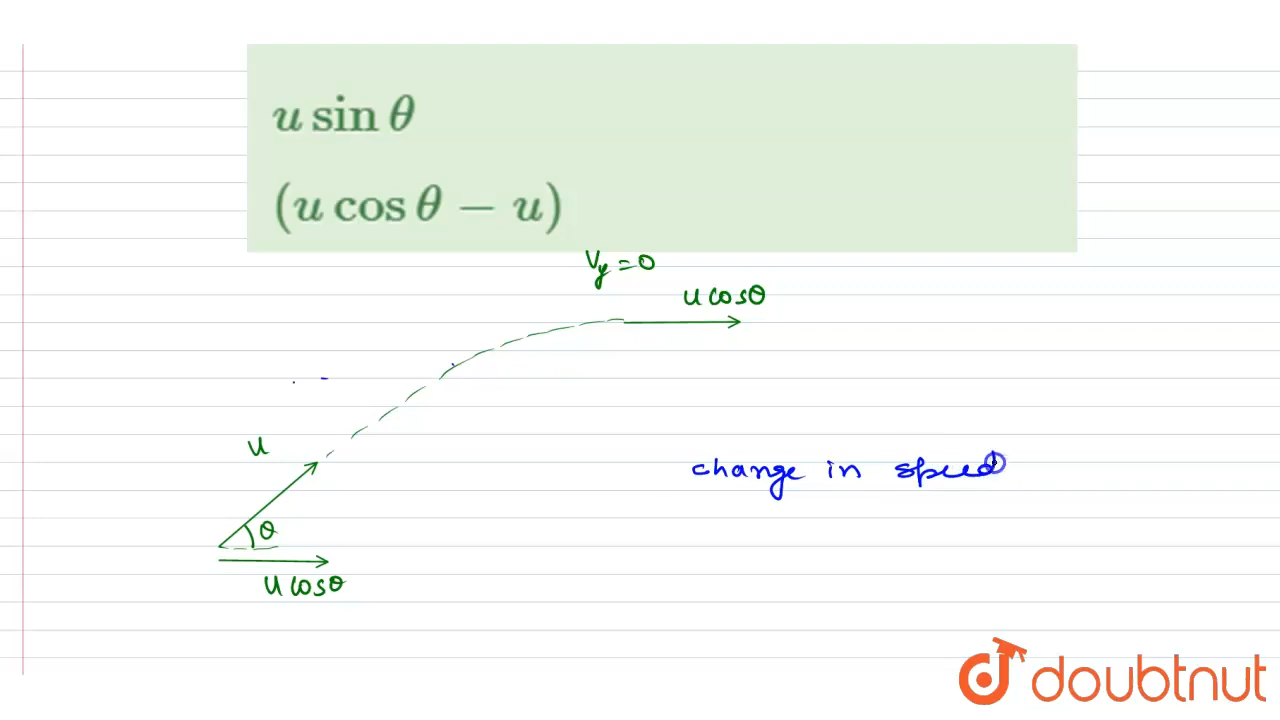 u sin θ
(u cos θ − u)
Vy = 0
u cosθ
u
θ
u cosθ
change in speed
doubtnut